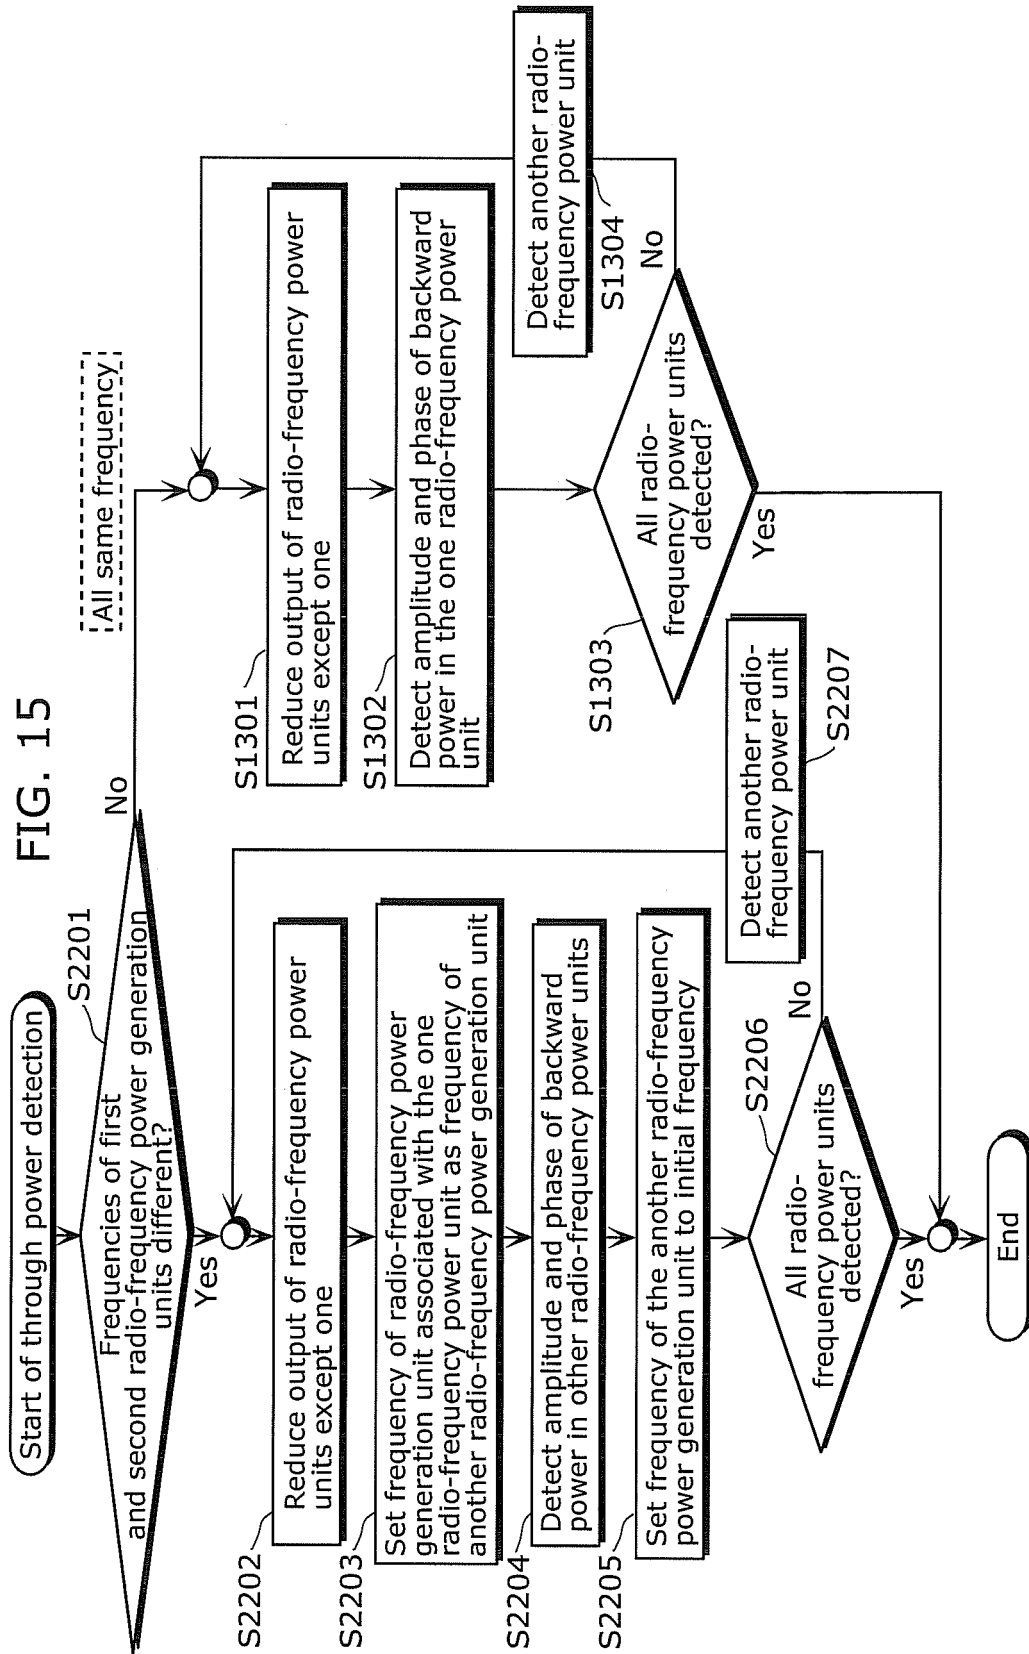 FIG. 15
Start of through power detection
S2201
Frequencies of first
and second radio-frequency power generation
units different?
No
Yes
All same frequency
S2202
Reduce output of radio-frequency power
units except one
S2203
Set frequency of radio-frequency power
generation unit associated with the one
radio-frequency power unit as frequency of
another radio-frequency power generation unit
S2204
Detect amplitude and phase of backward
power in other radio-frequency power units
S2205
Set frequency of the another radio-frequency
power generation unit to initial frequency
S2206
All radio-
frequency power units
detected?
No
Yes
Detect another radio-
frequency power unit
S2207
S1301
Reduce output of radio-frequency power
units except one
S1302
Detect amplitude and phase of backward
power in the one radio-frequency power
unit
S1303
All radio-
frequency power units
detected?
No
Yes
Detect another radio-
frequency power unit
S1304
End